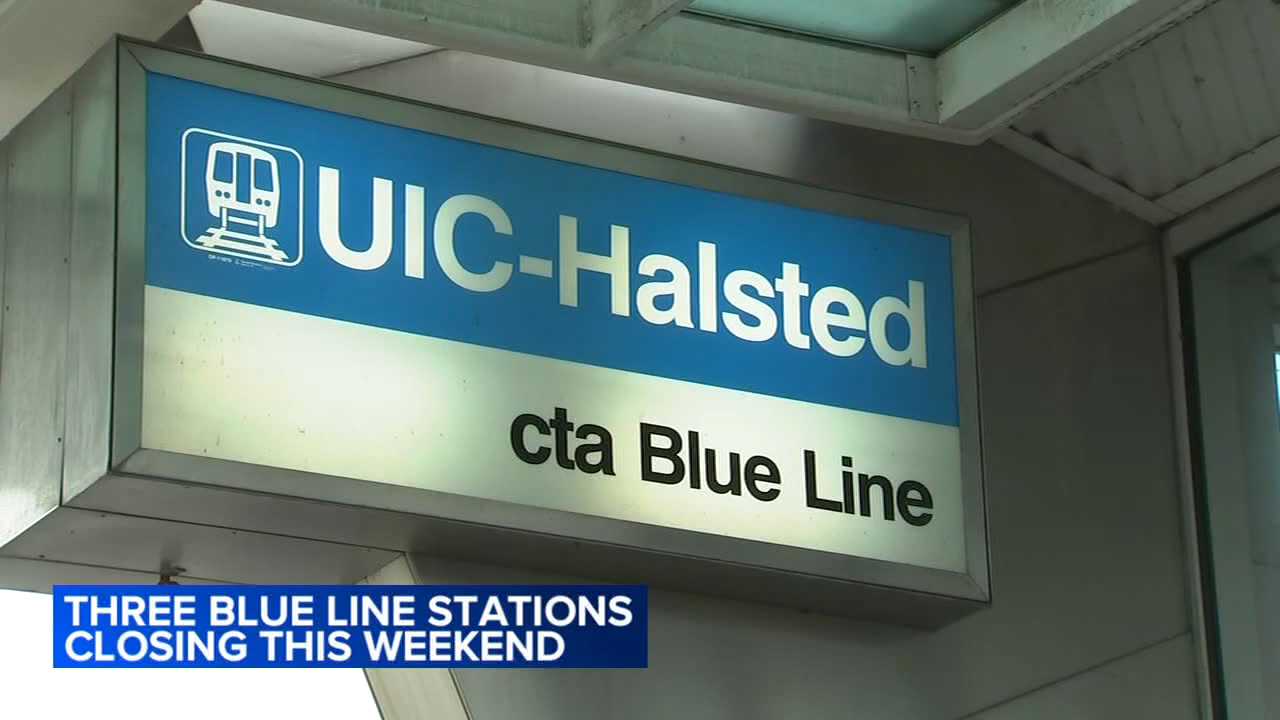 UIC-Halsted
cta Blue Line
THREE BLUE LINE STATIONS
CLOSING THIS WEEKEND